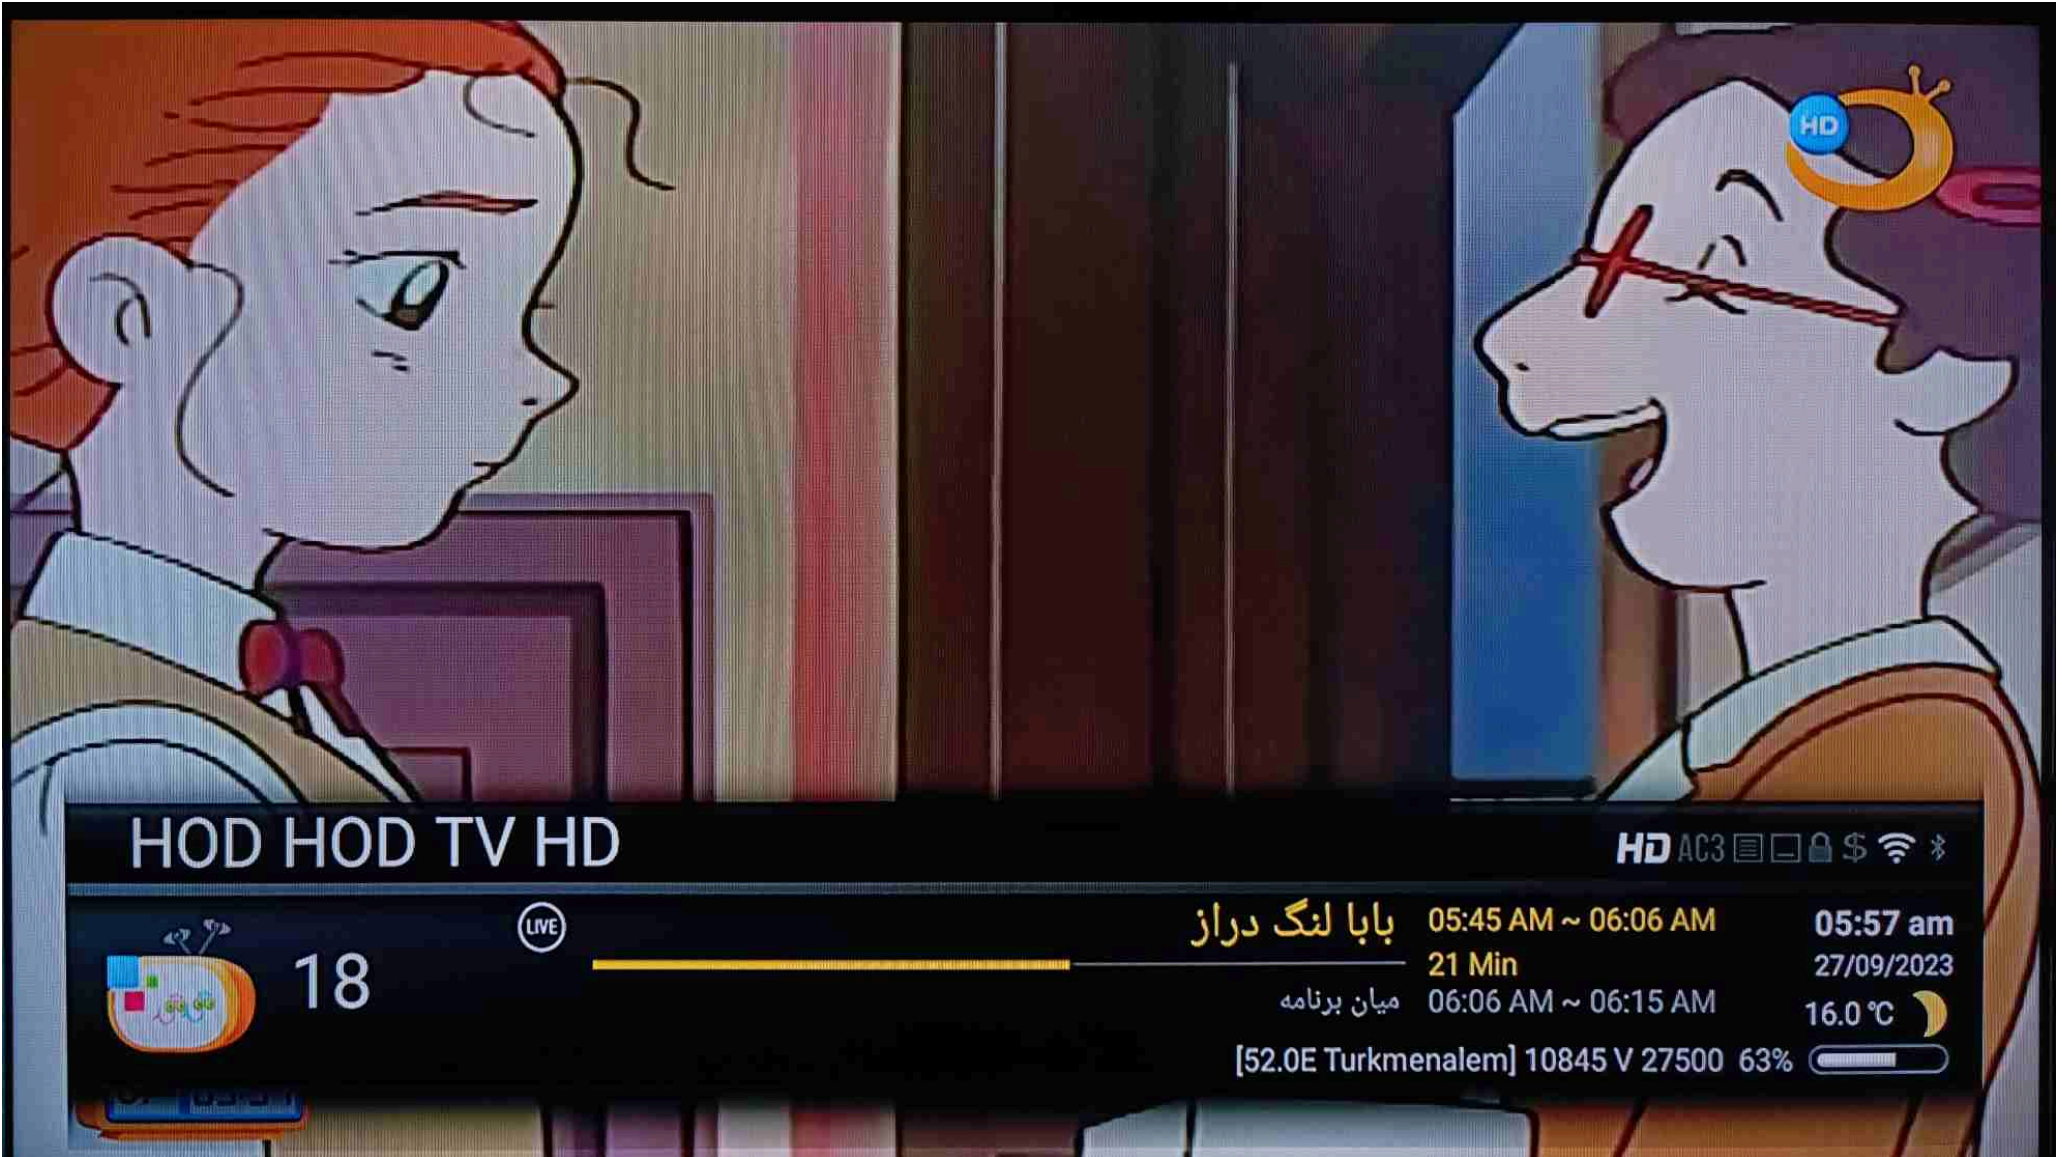 HD
HOD HOD TV HD
HD AC3 $
LIVE
بابا لنگ دراز 05:45 AM ~ 06:06 AM 05:57 am
18
21 Min 27/09/2023
میان برنامه 06:06 AM ~ 06:15 AM 16.0 °C
[52.0E Turkmenalem] 10845 V 27500 63%